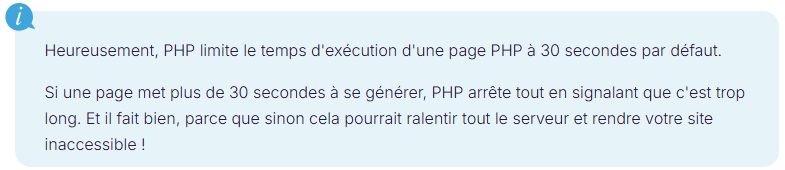 Heureusement, PHP limite le temps d'exécution d'une page PHP à 30 secondes par défaut.
Si une page met plus de 30 secondes à se générer, PHP arrête tout en signalant que c'est trop
long. Et il fait bien, parce que sinon cela pourrait ralentir tout le serveur et rendre votre site
inaccessible !